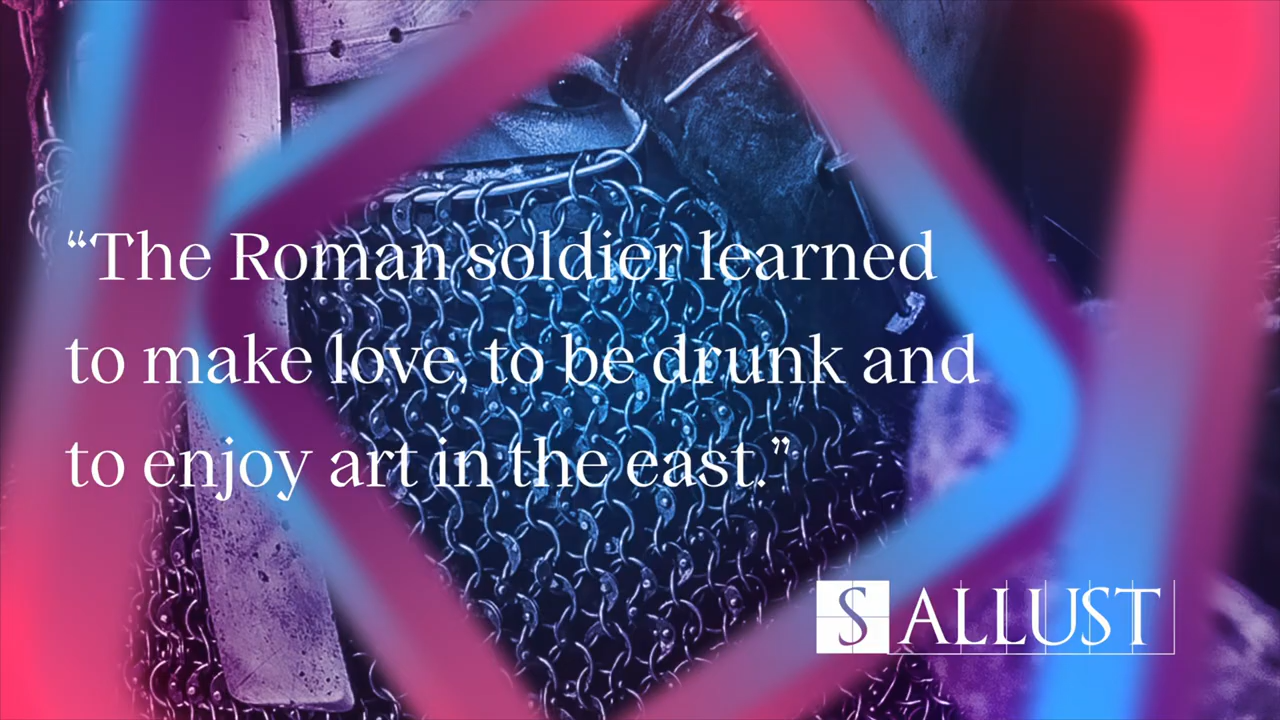 “The Roman soldier learned
to make love, to be drunk and
to enjoy art in the east.”
SALLUST